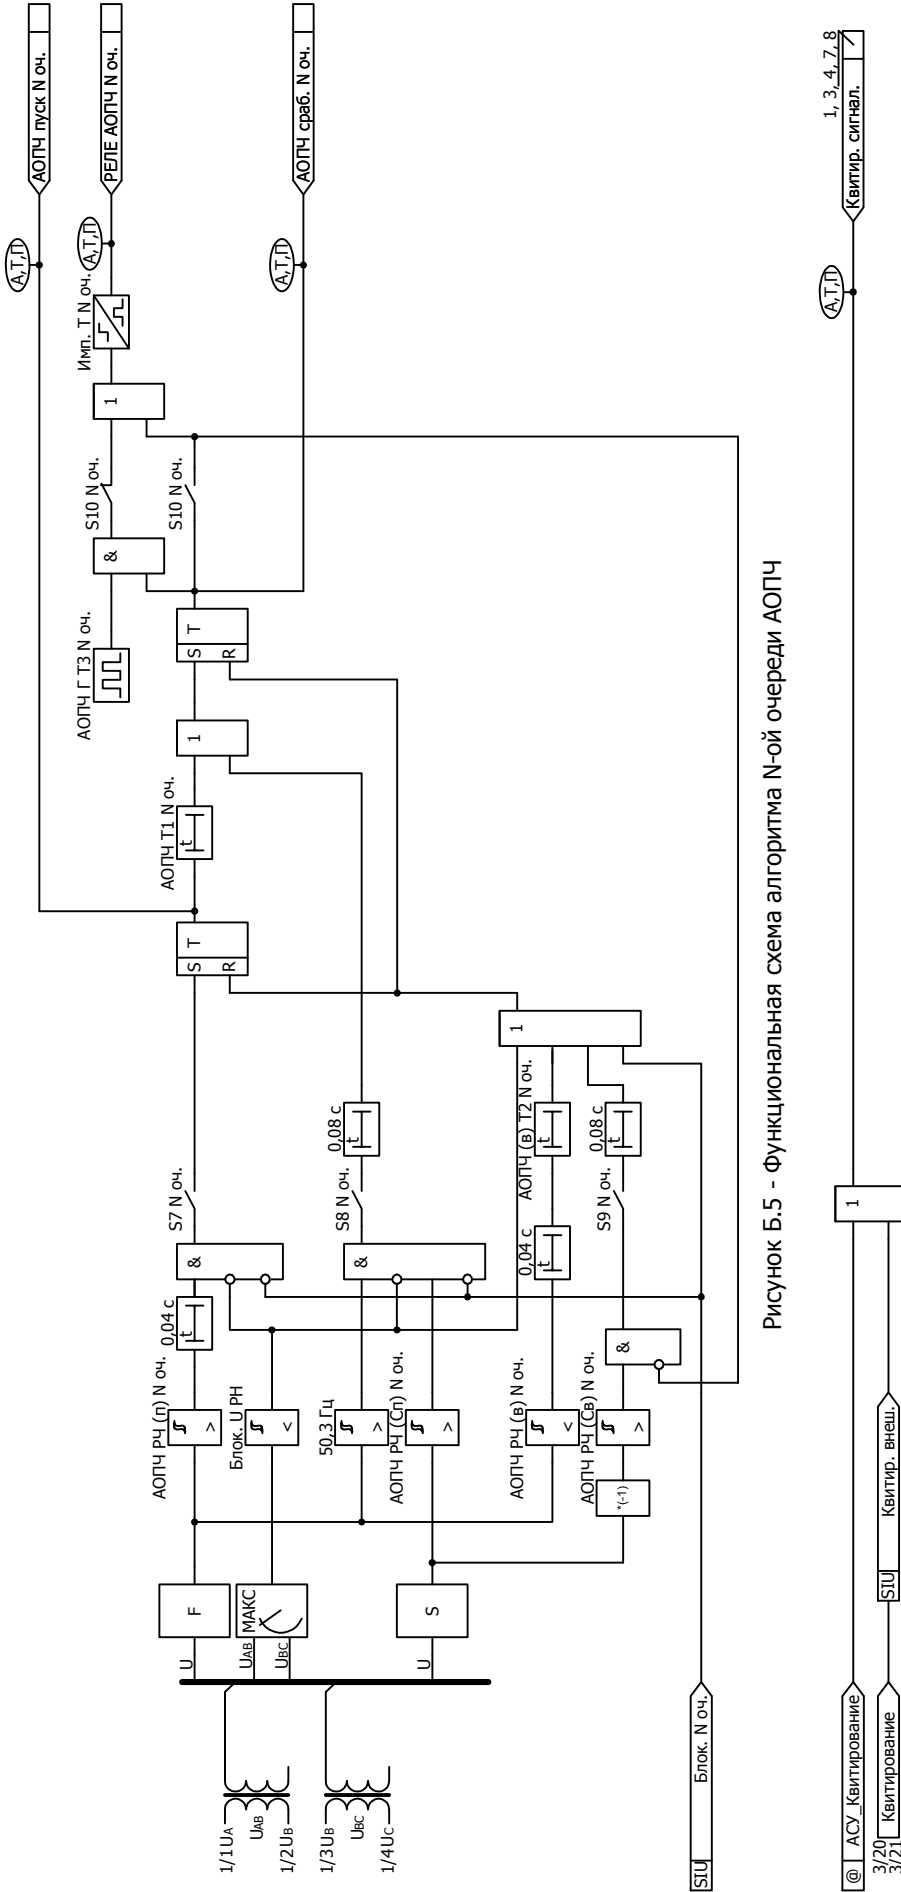 1/1UA
UAB
1/2UB
1/3UB
UBC
1/4UC
U
UAB
UBC
U
F
МАКС
S
АОПЧ РЧ (п) N оч.
>
0,04 с
t
Блок. U РН
<
50,3 Гц
>
АОПЧ РЧ (Сп) N оч.
>
АОПЧ РЧ (в) N оч.
<
0,04 с
t
АОПЧ (в) Т2 N оч.
t
*(-1)
АОПЧ РЧ (Св) N оч.
>
&
S9 N оч.
0,08 с
t
&
S7 N оч.
&
S8 N оч.
0,08 с
t
1
S T
R
АОПЧ Т1 N оч.
t
1
S T
R
АОПЧ Г Т3 N оч.
&
S10 N оч.
S10 N оч.
1
Имп. Т N оч.
А,Т,П
АОПЧ пуск N оч.
А,Т,П
РЕЛЕ АОПЧ N оч.
А,Т,П
АОПЧ сраб. N оч.
SIU Блок. N оч.
Рисунок Б.5 - Функциональная схема алгоритма N-ой очереди АОПЧ
@ АСУ_Квитирование
3/20
3/21
Квитирование
SIU Квитир. внеш.
1
А,Т,П
Квитир. сигнал.
1, 3, 4, 7, 8